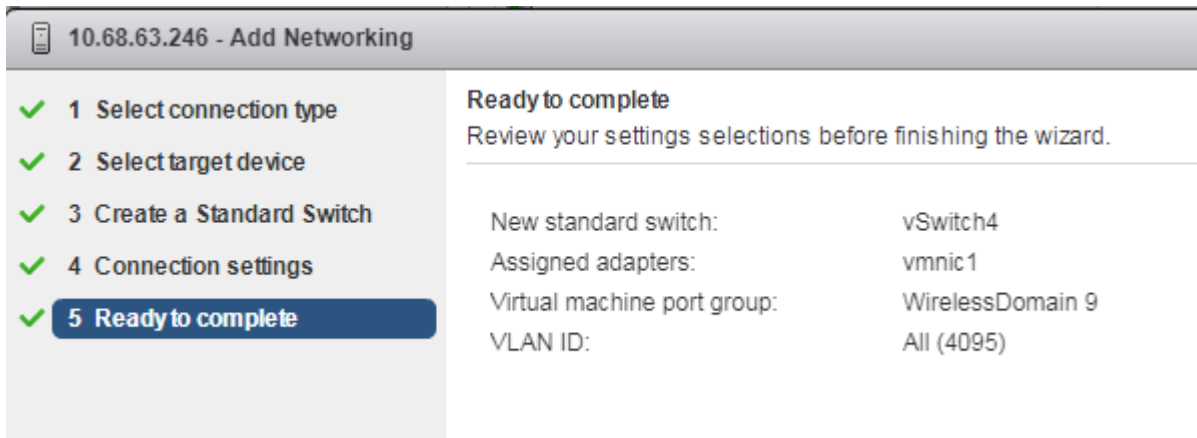 10.68.63.246 - Add Networking
1 Select connection type
2 Select target device
3 Create a Standard Switch
4 Connection settings
5 Ready to complete
Ready to complete
Review your settings selections before finishing the wizard.
New standard switch: vSwitch4
Assigned adapters: vmnic1
Virtual machine port group: WirelessDomain 9
VLAN ID: All (4095)